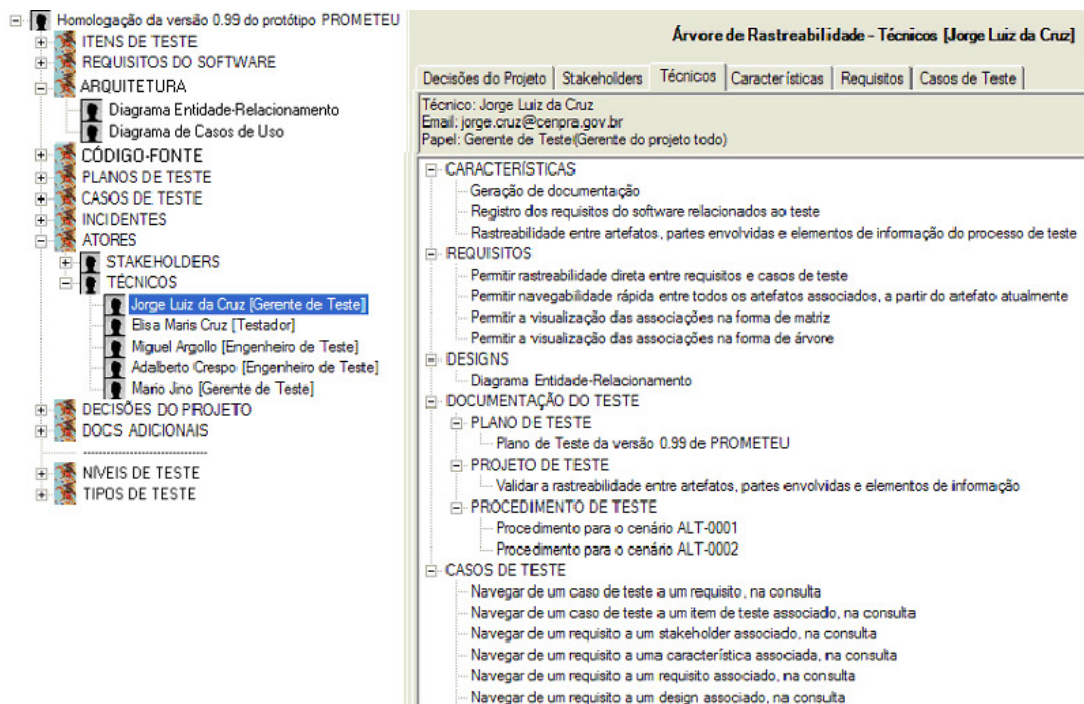 Homologação da versão 0.99 do protótipo PROMETEU
ITENS DE TESTE
REQUISITOS DO SOFTWARE
ARQUITETURA
Diagrama Entidade-Relacionamento
Diagrama de Casos de Uso
CÓDIGO-FONTE
PLANOS DE TESTE
CASOS DE TESTE
INCIDENTES
ATORES
STAKEHOLDERS
TÉCNICOS
Jorge Luiz da Cruz [Gerente de Teste]
Elisa Maris Cruz [Testador]
Miguel Argollo [Engenheiro de Teste]
Adalberto Crespo [Engenheiro de Teste]
Mario Jino [Gerente de Teste]
DECISÕES DO PROJETO
DOCS ADICIONAIS
------------------------------
NÍVEIS DE TESTE
TIPOS DE TESTE
Árvore de Rastreabilidade - Técnicos [Jorge Luiz da Cruz]
Decisões do Projeto Stakeholders Técnicos Características Requisitos Casos de Teste
Técnico: Jorge Luiz da Cruz
Email: jorge.cruz@cenpra.gov.br
Papel: Gerente de Teste(Gerente do projeto todo)
CARACTERÍSTICAS
Geração de documentação
Registro dos requisitos do software relacionados ao teste
Rastreabilidade entre artefatos, partes envolvidas e elementos de informação do processo de teste
REQUISITOS
Permitir rastreabilidade direta entre requisitos e casos de teste
Permitir navegabilidade rápida entre todos os artefatos associados, a partir do artefato atualmente
Permitir a visualização das associações na forma de matriz
Permitir a visualização das associações na forma de árvore
DESIGNS
Diagrama Entidade-Relacionamento
DOCUMENTAÇÃO DO TESTE
PLANO DE TESTE
Plano de Teste da versão 0.99 de PROMETEU
PROJETO DE TESTE
Validar a rastreabilidade entre artefatos, partes envolvidas e elementos de informação
PROCEDIMENTO DE TESTE
Procedimento para o cenário ALT-0001
Procedimento para o cenário ALT-0002
CASOS DE TESTE
Navegar de um caso de teste a um requisito, na consulta
Navegar de um caso de teste a um item de teste associado, na consulta
Navegar de um requisito a um stakeholder associado, na consulta
Navegar de um requisito a uma característica associada, na consulta
Navegar de um requisito a um requisito associado, na consulta
Navegar de um requisito a um design associado, na consulta